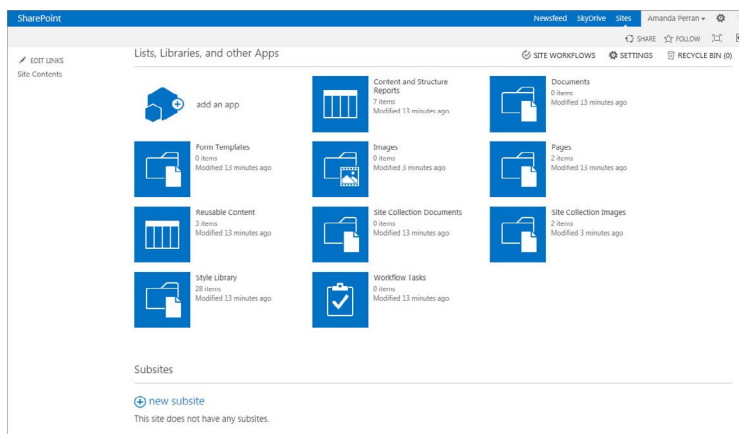 SharePoint
Newsfeed SkyDrive Sites Amanda Perran
SHARE FOLLOW
EDIT LINKS
Site Contents
Lists, Libraries, and other Apps
SITE WORKFLOWS SETTINGS RECYCLE BIN (0)
add an app
Content and Structure
Reports
7 items
Modified 13 minutes ago
Documents
0 items
Modified 13 minutes ago
Form Templates
0 items
Modified 13 minutes ago
Images
0 items
Modified 3 minutes ago
Pages
2 items
Modified 13 minutes ago
Reusable Content
3 items
Modified 13 minutes ago
Site Collection Documents
0 items
Modified 13 minutes ago
Site Collection Images
2 items
Modified 3 minutes ago
Style Library
28 items
Modified 13 minutes ago
Workflow Tasks
0 items
Modified 13 minutes ago
Subsites
new subsite
This site does not have any subsites.